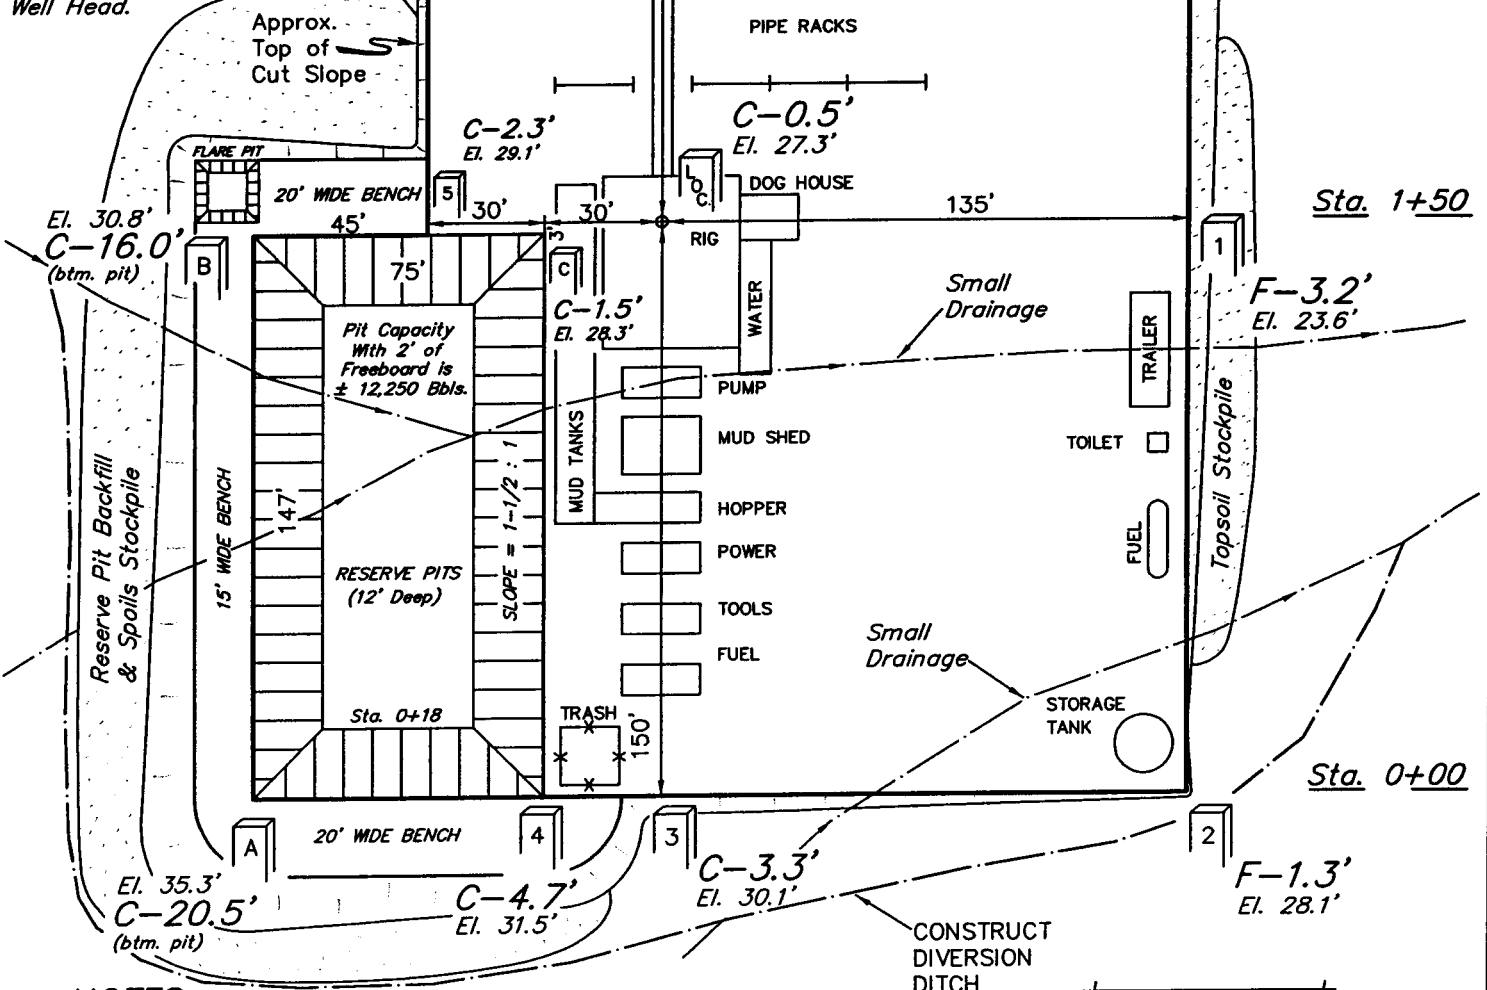 Well Head.
Approx.
Top of
Cut Slope
PIPE RACKS
C-2.3'
El. 29.1'
C-0.5'
El. 27.3'
FLARE PIT
20' WIDE BENCH
5
LOC.
DOG HOUSE
Sta. 1+50
El. 30.8'
C-16.0'
(btm. pit)
45'
30'
30'
135'
3'
RIG
B
75'
C
1
C-1.5'
El. 28.3'
WATER
Small
Drainage
F-3.2'
El. 23.6'
TRAILER
Pit Capacity
With 2' of
Freeboard is
± 12,250 Bbls.
PUMP
MUD SHED
MUD TANKS
TOILET
HOPPER
POWER
FUEL
Topsoil Stockpile
Reserve Pit Backfill
& Spoils Stockpile
15' WIDE BENCH
147'
SLOPE = 1-1/2 : 1
RESERVE PITS
(12' Deep)
TOOLS
FUEL
Small
Drainage
Sta. 0+18
TRASH
150'
STORAGE
TANK
Sta. 0+00
A
20' WIDE BENCH
4
3
2
C-3.3'
El. 30.1'
F-1.3'
El. 28.1'
El. 35.3'
C-20.5'
(btm. pit)
C-4.7'
El. 31.5'
CONSTRUCT
DIVERSION
DITCH